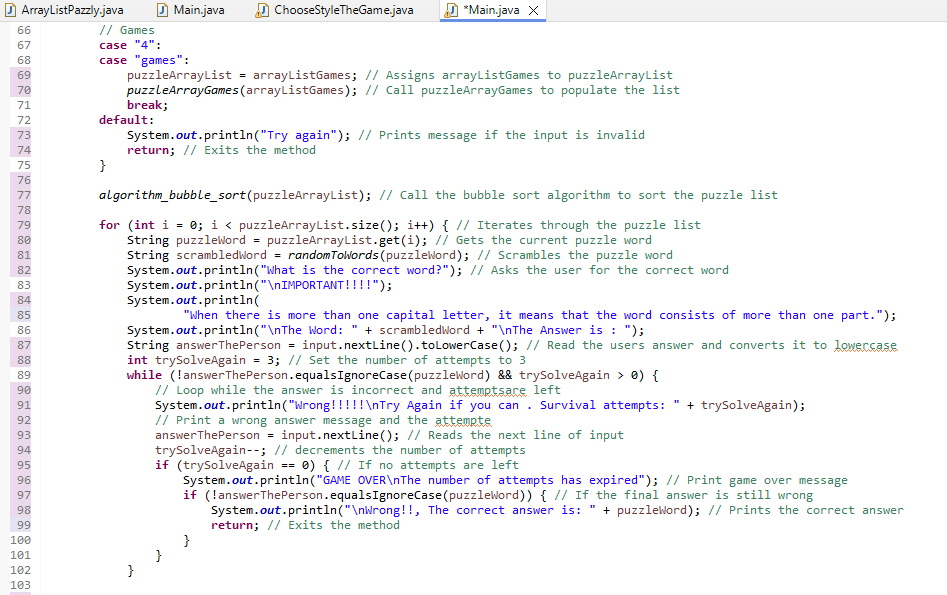 ArrayListPazzly.java Main.java ChooseStyleTheGame.java *Main.java
66 // Games
67 case "4":
68 case "games":
69 puzzleArrayList = arrayListGames; // Assigns arrayListGames to puzzleArrayList
70 puzzleArrayGames(arrayListGames); // Call puzzleArrayGames to populate the list
71 break;
72 default:
73 System.out.println("Try again"); // Prints message if the input is invalid
74 return; // Exits the method
75 }
76
77 algorithm_bubble_sort(puzzleArrayList); // Call the bubble sort algorithm to sort the puzzle list
78
79 for (int i = 0; i < puzzleArrayList.size(); i++) { // Iterates through the puzzle list
80 String puzzleWord = puzzleArrayList.get(i); // Gets the current puzzle word
81 String scrambledWord = randomToWords(puzzleWord); // Scrambles the puzzle word
82 System.out.println("What is the correct word?"); // Asks the user for the correct word
83 System.out.println("\nIMPORTANT!!!!");
84 System.out.println(
85 "When there is more than one capital letter, it means that the word consists of more than one part.");
86 System.out.println("\nThe Word: " + scrambledWord + "\nThe Answer is : ");
87 String answerThePerson = input.nextLine().toLowerCase(); // Read the users answer and converts it to lowercase
88 int trySolveAgain = 3; // Set the number of attempts to 3
89 while (!answerThePerson.equalsIgnoreCase(puzzleWord) && trySolveAgain > 0) {
90 // Loop while the answer is incorrect and attemptsare left
91 System.out.println("Wrong!!!!!\nTry Again if you can . Survival attempts: " + trySolveAgain);
92 // Print a wrong answer message and the attempte
93 answerThePerson = input.nextLine(); // Reads the next line of input
94 trySolveAgain--; // decrements the number of attempts
95 if (trySolveAgain == 0) { // If no attempts are left
96 System.out.println("GAME OVER\nThe number of attempts has expired"); // Print game over message
97 if (!answerThePerson.equalsIgnoreCase(puzzleWord)) { // If the final answer is still wrong
98 System.out.println("\nWrong!!, The correct answer is: " + puzzleWord); // Prints the correct answer
99 return; // Exits the method
100 }
101 }
102 }
103